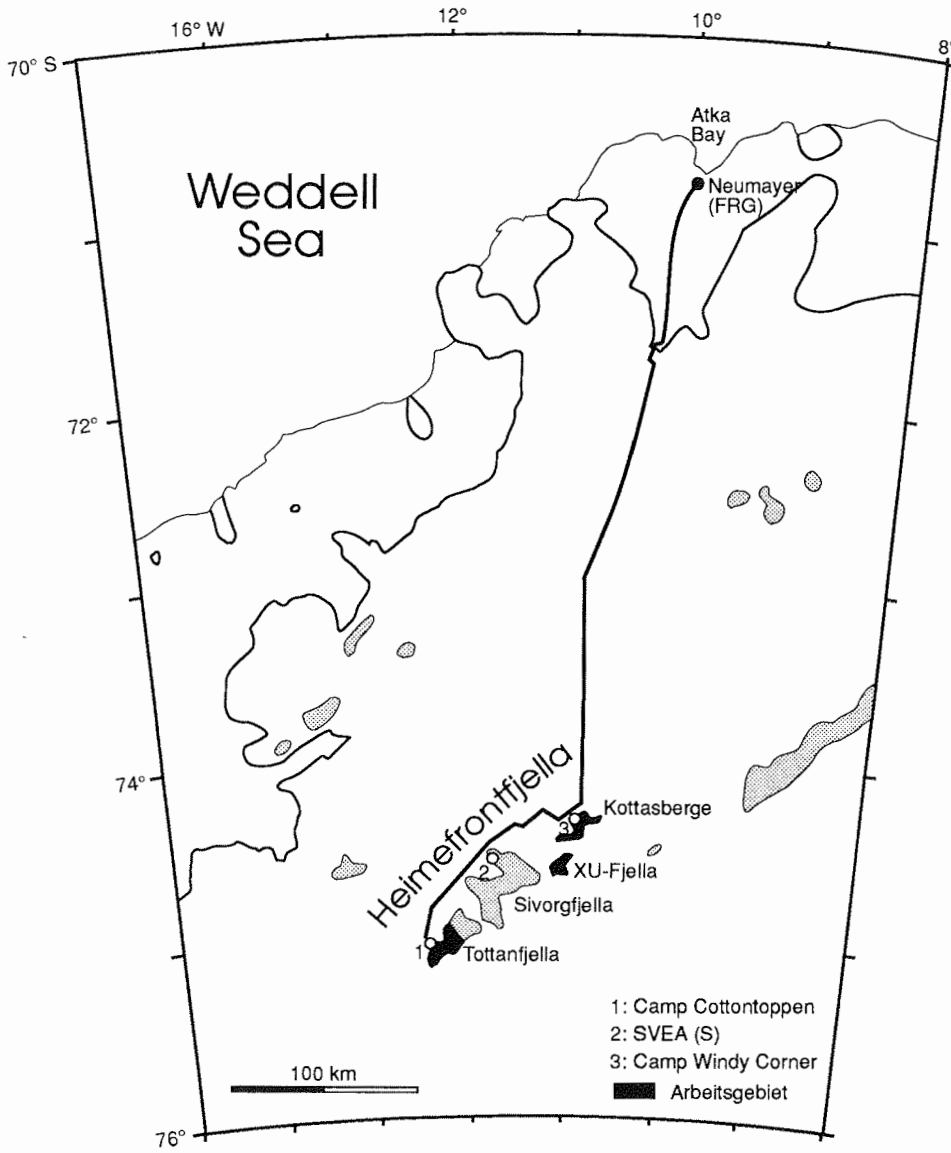 16° W
12°
10°
8°
70° S
Atka
Bay
Weddell
Sea
Neumayer
(FRG)
72°
74°
Heimefrontfjella
Kottasberge
3
XU-Fjella
2
Sivorgfjella
1
Tottanfjella
1: Camp Cottontoppen
2: SVEA (S)
3: Camp Windy Corner
Arbeitsgebiet
100 km
76°